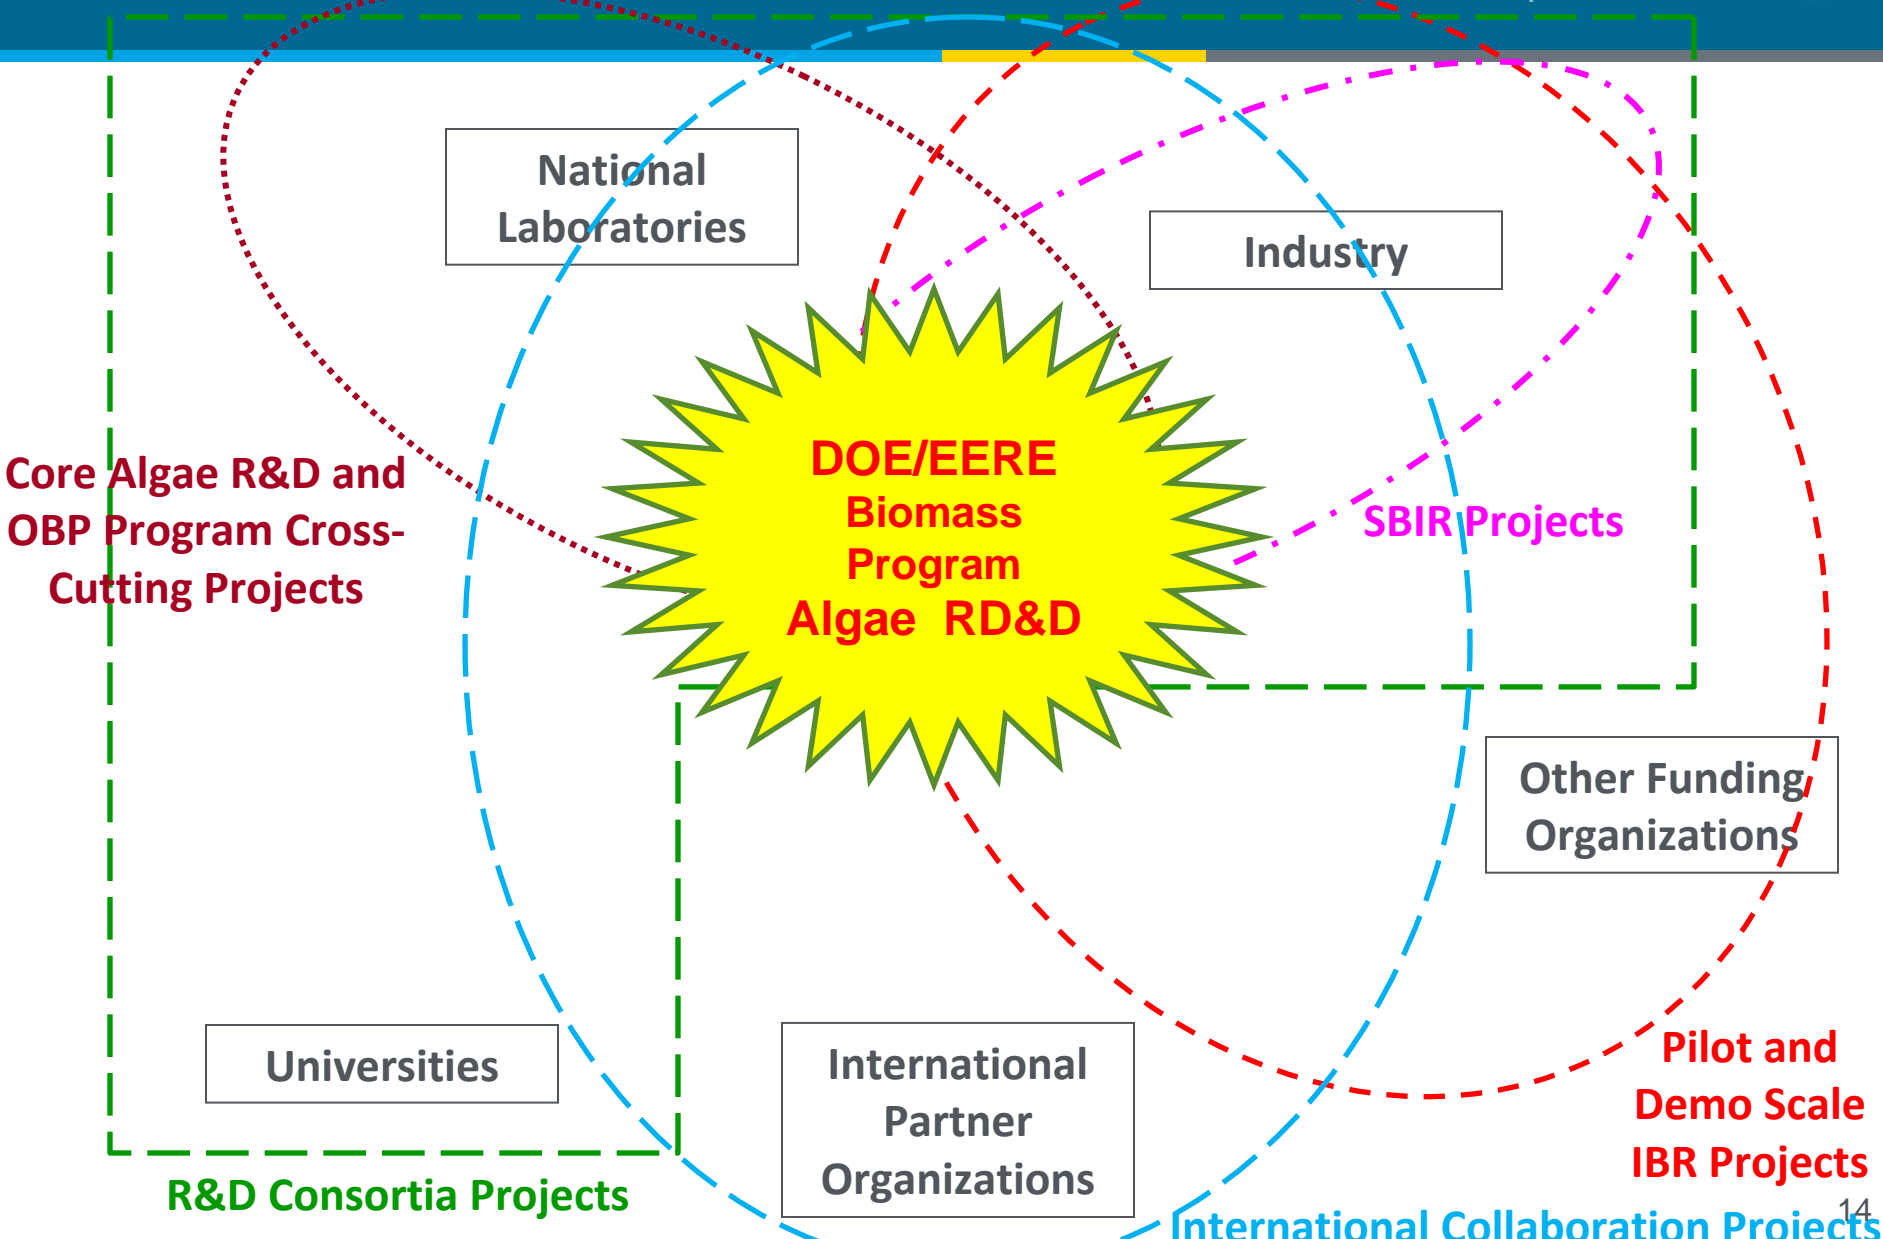 National
Laboratories
Industry
DOE/EERE
Biomass
Program
Algae RD&D
Core Algae R&D and
OBP Program Cross-
Cutting Projects
SBIR Projects
Other Funding
Organizations
Universities
International
Partner
Organizations
Pilot and
Demo Scale
IBR Projects
R&D Consortia Projects
International Collaboration Projects
14